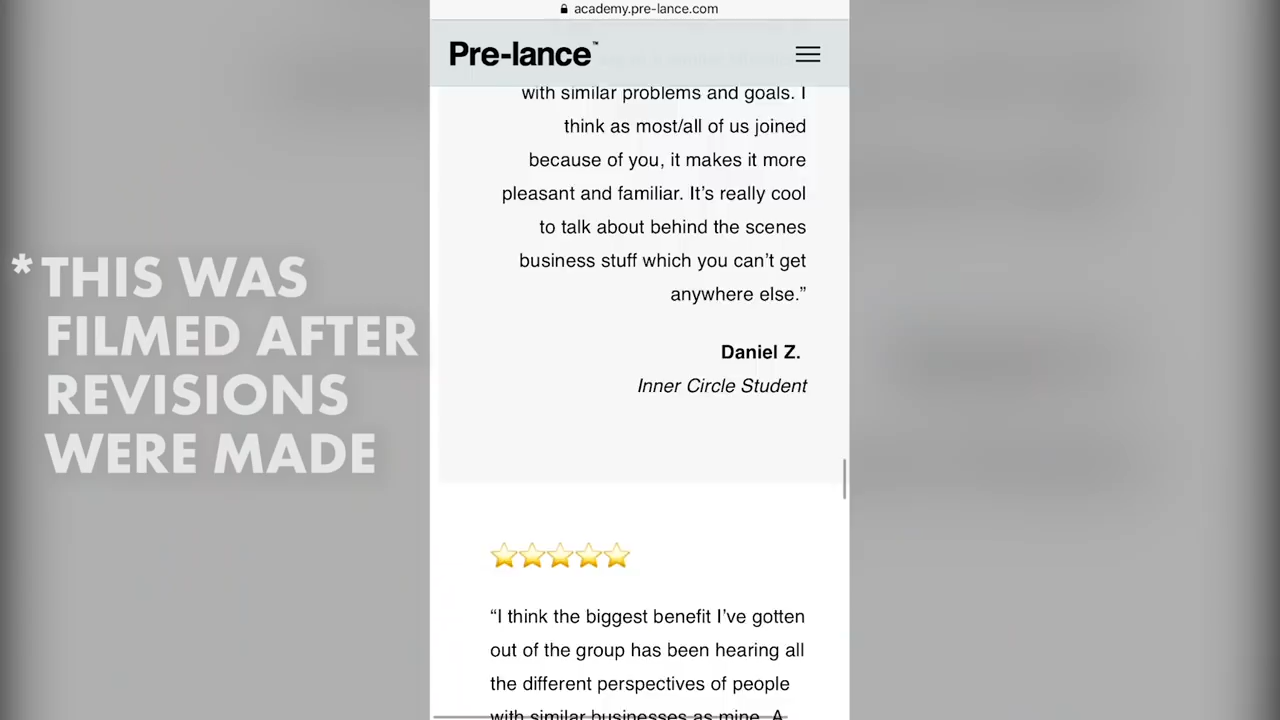 academy.pre-lance.com
Pre-lance™
with similar problems and goals. I
think as most/all of us joined
because of you, it makes it more
pleasant and familiar. It’s really cool
to talk about behind the scenes
business stuff which you can’t get
anywhere else.”
Daniel Z.
Inner Circle Student
* THIS WAS
FILMED AFTER
REVISIONS
WERE MADE
“I think the biggest benefit I’ve gotten
out of the group has been hearing all
the different perspectives of people
with similar businesses as mine. A